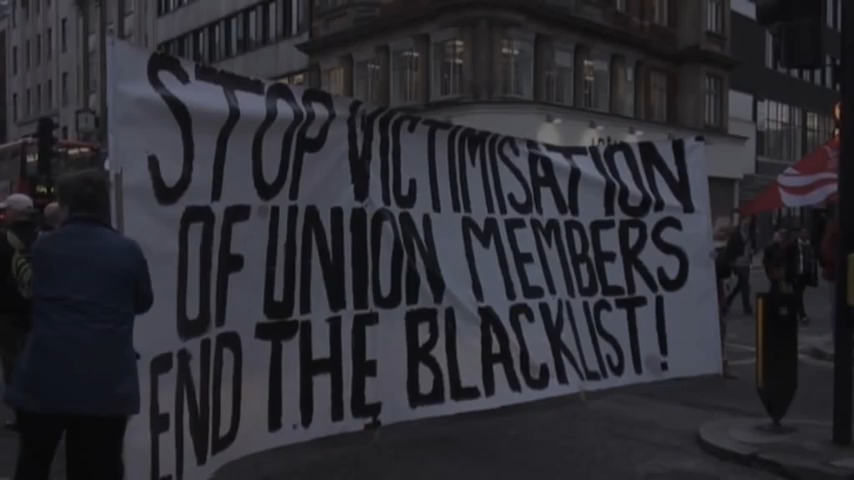 STOP VICTIMISATION
OF UNION MEMBERS
END THE BLACKLIST!